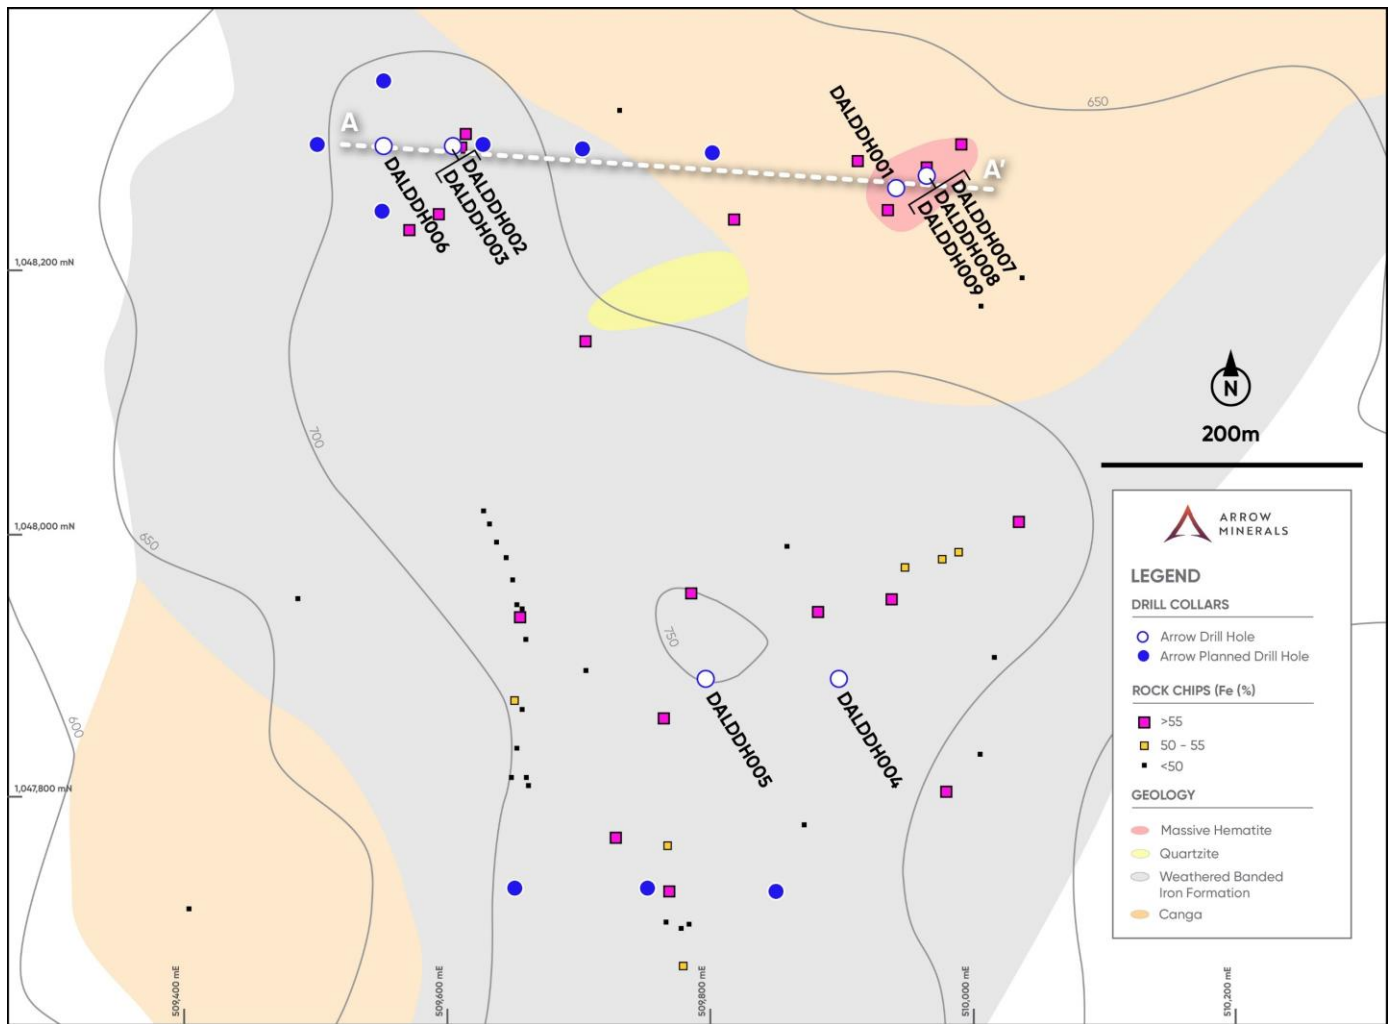 650
A
DALDDH001
A'
DALDDH006
DALDDH002
DALDDH003
DALDDH007
DALDDH008
DALDDH009
1,048,200 mN
N
200m
700
1,048,000 mN
650
750
DALDDH005
DALDDH004
600
1,047,800 mN
509,400 mE
509,600 mE
509,800 mE
510,000 mE
510,200 mE
ARROW
MINERALS
LEGEND
DRILL COLLARS
Arrow Drill Hole
Arrow Planned Drill Hole
ROCK CHIPS (Fe (%)
>55
50 - 55
<50
GEOLOGY
Massive Hematite
Quartzite
Weathered Banded
Iron Formation
Canga